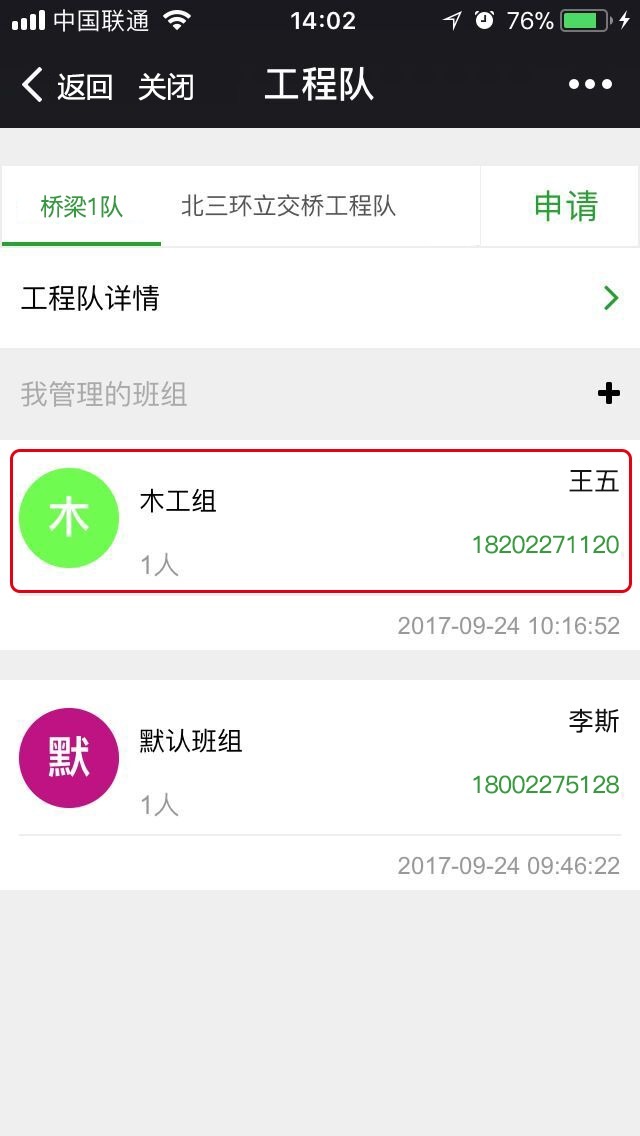 中国联通 14:02 76%
返回 关闭 工程队
桥梁1队 北三环立交桥工程队 申请
工程队详情
我管理的班组
木 木工组 王五
1人 18202271120
2017-09-24 10:16:52
默 默认班组 李斯
1人 18002275128
2017-09-24 09:46:22